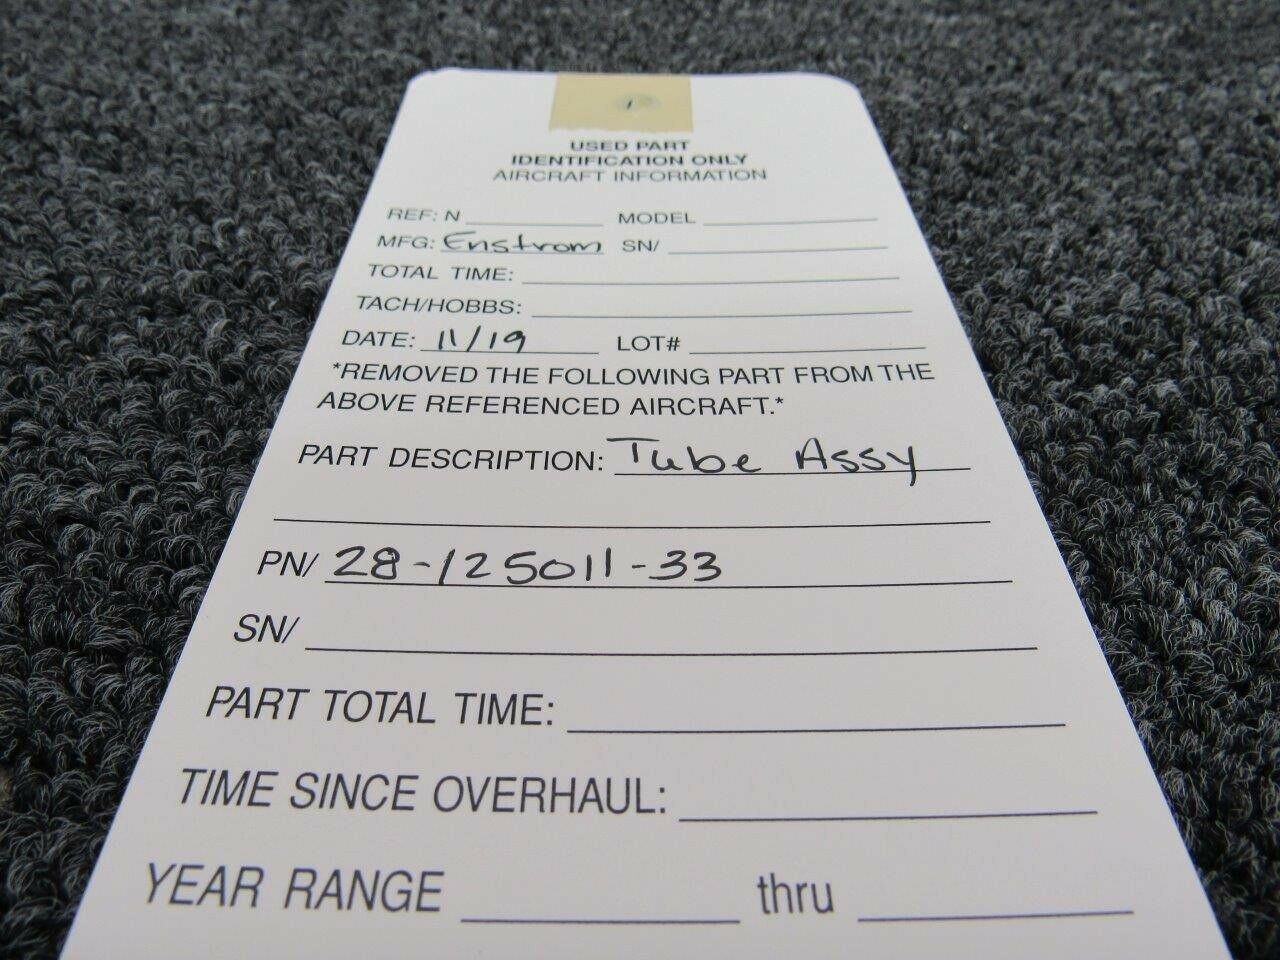 USED PART
IDENTIFICATION ONLY
AIRCRAFT INFORMATION
REF: N MODEL
MFG: Enstrom SN/
TOTAL TIME:
TACH/HOBBS:
DATE: 11/19 LOT#
*REMOVED THE FOLLOWING PART FROM THE
ABOVE REFERENCED AIRCRAFT.*
PART DESCRIPTION: Tube Assy
PN/ 28-125011-33
SN/
PART TOTAL TIME:
TIME SINCE OVERHAUL:
YEAR RANGE thru